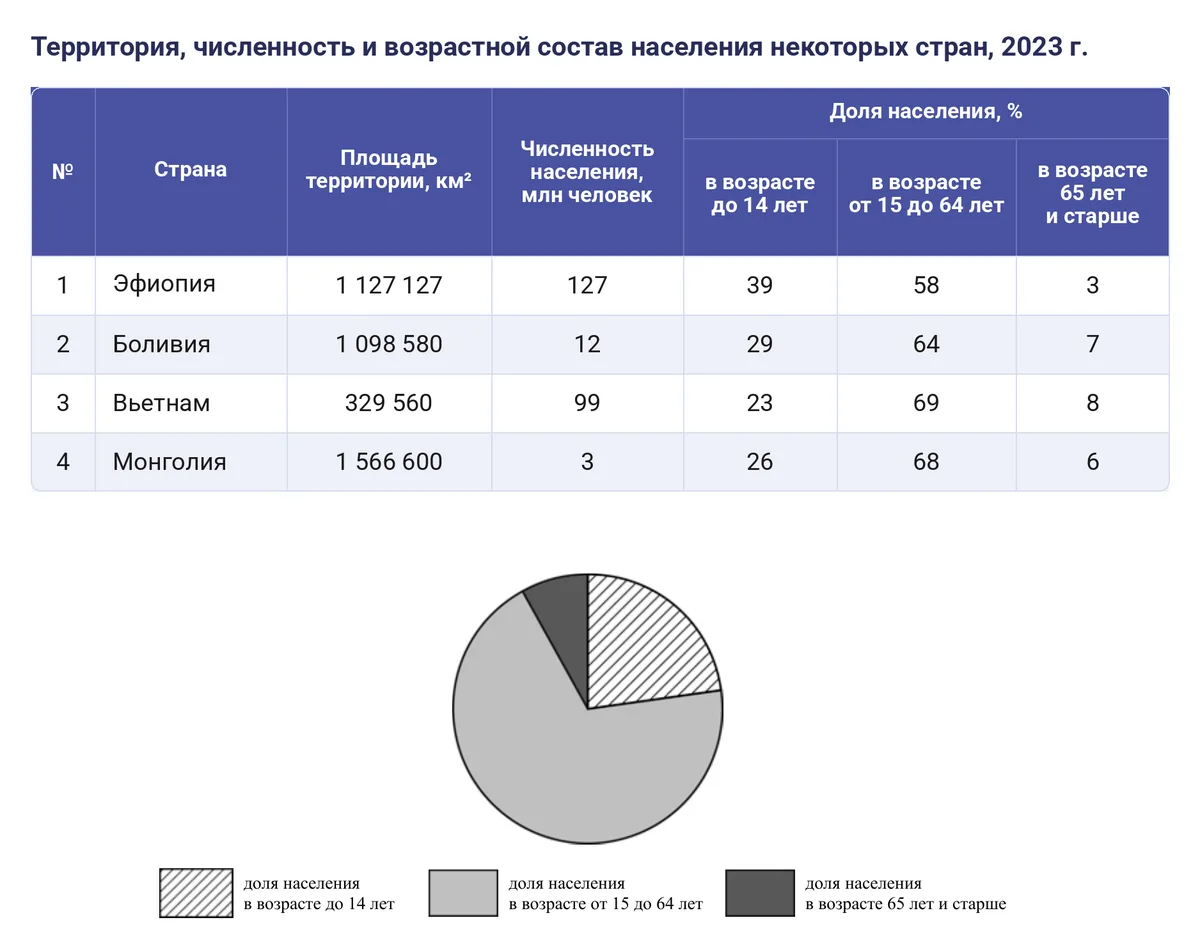 Территория, численность и возрастной состав населения некоторых стран, 2023 г.
№
Страна
Площадь
территории, км²
Численность
населения,
млн человек
Доля населения, %
в возрасте
до 14 лет
в возрасте
от 15 до 64 лет
в возрасте
65 лет
и старше
1 Эфиопия 1 127 127 127 39 58 3
2 Боливия 1 098 580 12 29 64 7
3 Вьетнам 329 560 99 23 69 8
4 Монголия 1 566 600 3 26 68 6
доля населения
в возрасте до 14 лет
доля населения
в возрасте от 15 до 64 лет
доля населения
в возрасте 65 лет и старше